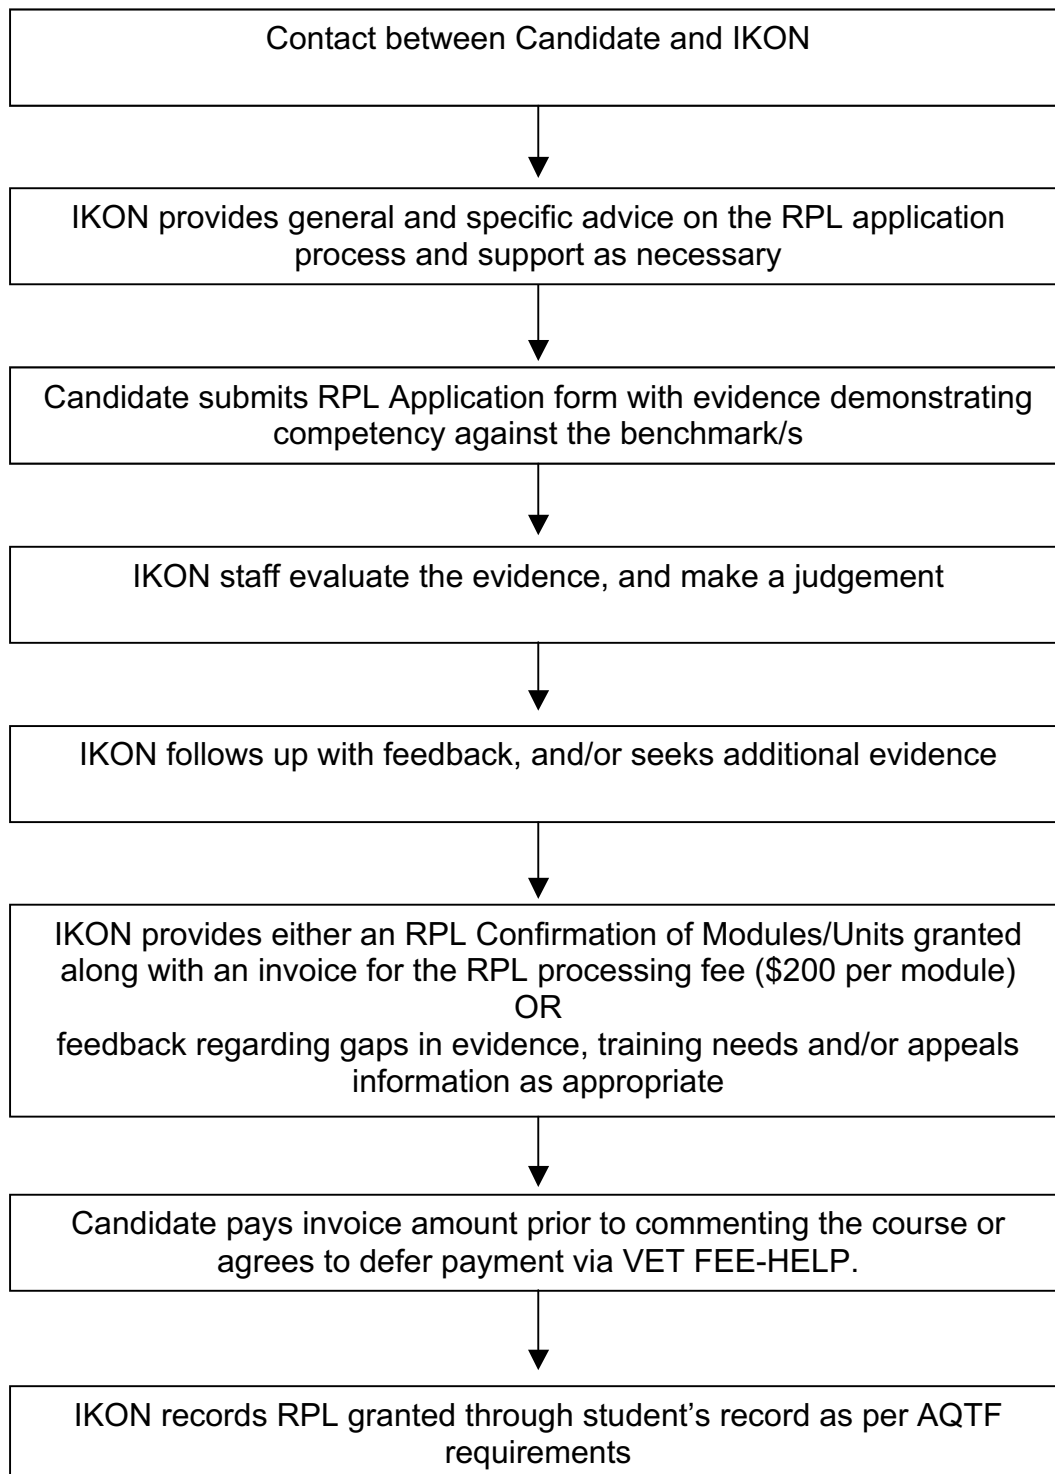 Contact between Candidate and IKON
IKON provides general and specific advice on the RPL application
process and support as necessary
Candidate submits RPL Application form with evidence demonstrating
competency against the benchmark/s
IKON staff evaluate the evidence, and make a judgement
IKON follows up with feedback, and/or seeks additional evidence
IKON provides either an RPL Confirmation of Modules/Units granted
along with an invoice for the RPL processing fee ($200 per module)
OR
feedback regarding gaps in evidence, training needs and/or appeals
information as appropriate
Candidate pays invoice amount prior to commenting the course or
agrees to defer payment via VET FEE-HELP.
IKON records RPL granted through student’s record as per AQTF
requirements